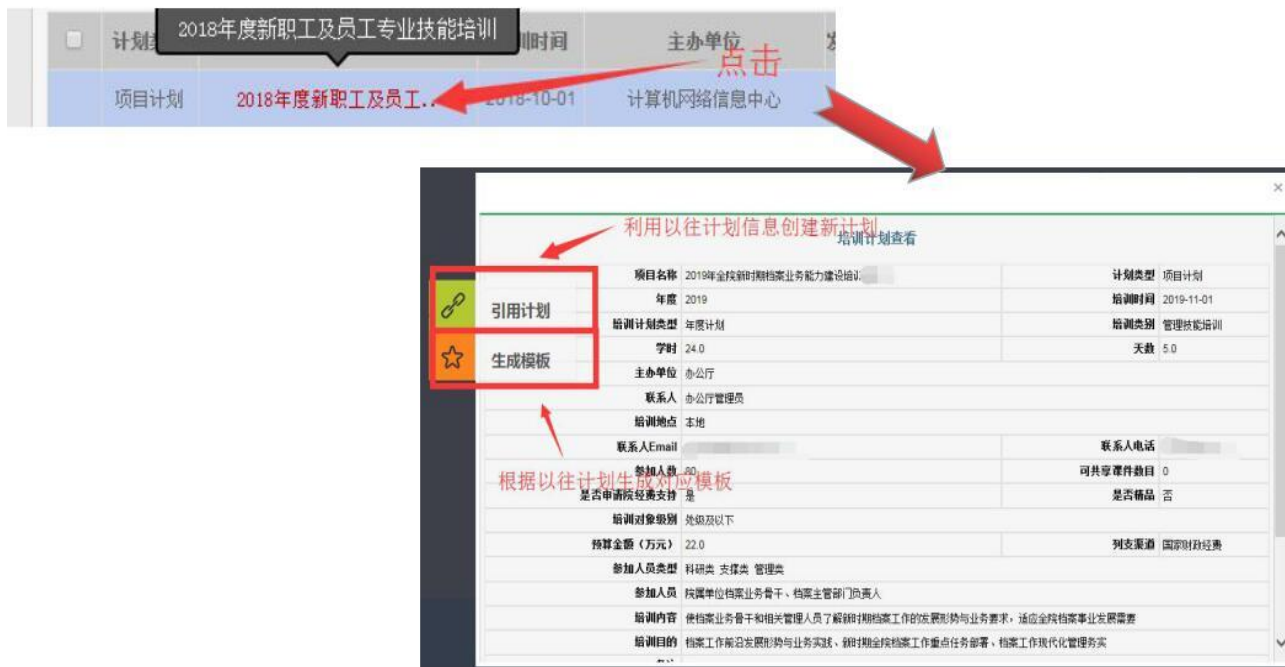 2018年度新职工及员工专业技能培训
计划 训时间 主办单位
点击
项目计划 2018年度新职工及员工.. 2018-10-01 计算机网络信息中心
×
利用以往计划信息创建新计划
培训计划查看
项目名称 2019年全院新时期档案业务能力建设培训 计划类型 项目计划
引用计划
年度 2019 培训时间 2019-11-01
培训计划类型 年度计划 培训类别 管理技能培训
生成模板
学时 24.0 天数 5.0
主办单位 办公厅
联系人 办公厅管理员
培训地点 本地
联系人Email 联系人电话
参加人数 80 可共享课件数目 0
根据以往计划生成对应模板
是否申请院经费支持 是 是否精品 否
培训对象级别 处级及以下
预算金额(万元) 22.0 列支渠道 国家财政经费
参加人员类型 科研类 支撑类 管理类
参加人员 院属单位档案业务骨干、档案主管部门负责人
培训内容 使档案业务骨干和相关管理人员了解新时期档案工作的发展形势与业务要求,适应全院档案事业发展需要
培训目的 档案工作前沿发展形势与业务实践、新时期全院档案工作重点任务部署、档案工作现代化管理务实